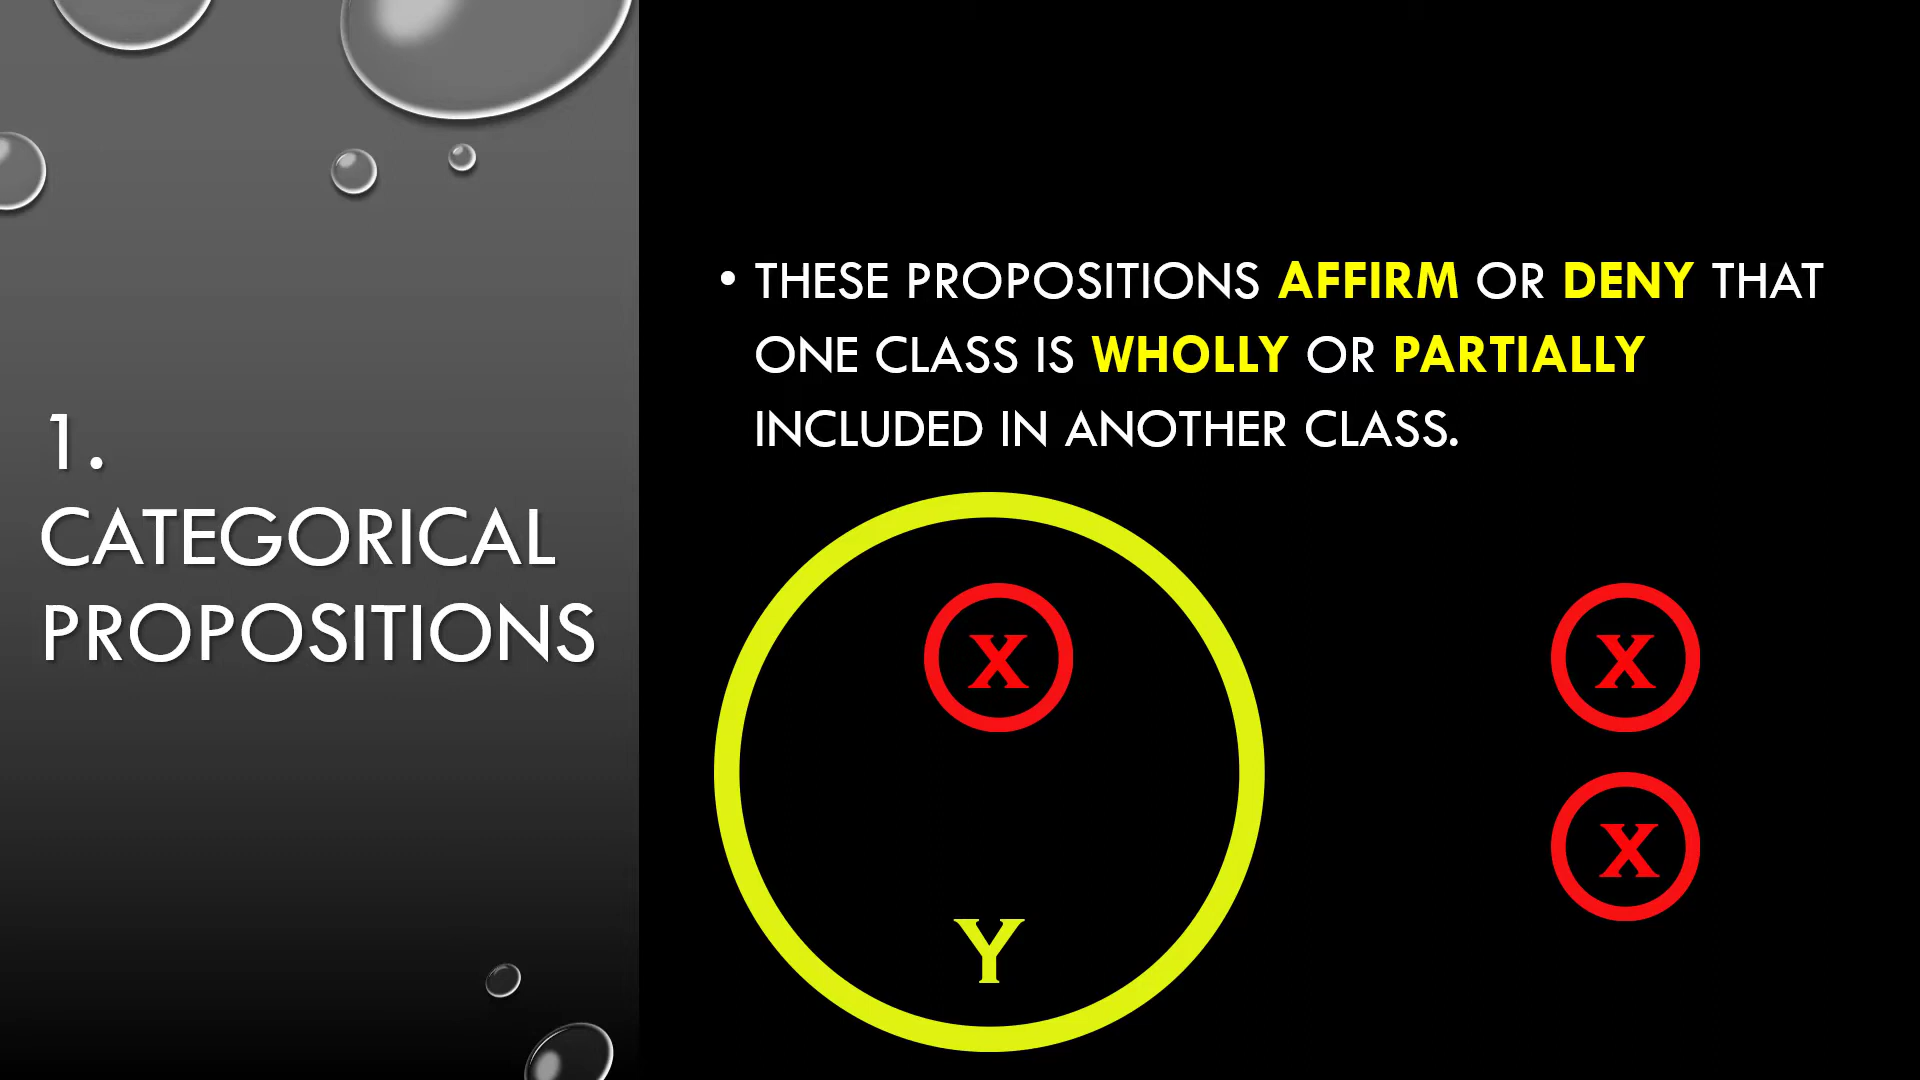 1.
CATEGORICAL
PROPOSITIONS
• THESE PROPOSITIONS AFFIRM OR DENY THAT
ONE CLASS IS WHOLLY OR PARTIALLY
INCLUDED IN ANOTHER CLASS.
X
X
X
Y